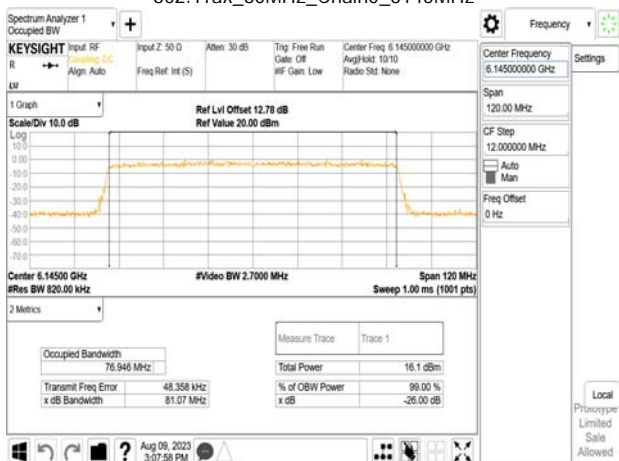 Spectrum Analyzer 1
Occupied BW
Frequency
KEYSIGHT
R
Input: RF
Coupling: DC
Align: Auto
Input Z: 50 Ω
Freq Ref: Int (S)
Atten: 30 dB
Trig: Free Run
Gate: Off
#IF Gain: Low
Center Freq: 6.145000000 GHz
Avg|Hold: 10/10
Radio Std: None
Center Frequency
6.145000000 GHz
Settings
Span
120.00 MHz
CF Step
12.000000 MHz
Auto
Man
Freq Offset
0 Hz
1 Graph
Scale/Div 10.0 dB
Ref Lvl Offset 12.78 dB
Ref Value 20.00 dBm
Log
10.0
0.00
-10.0
-20.0
-30.0
-40.0
-50.0
-60.0
-70.0
Center 6.14500 GHz
#Res BW 820.00 kHz
#Video BW 2.7000 MHz
Span 120 MHz
Sweep 1.00 ms (1001 pts)
2 Metrics
Measure Trace
Trace 1
Occupied Bandwidth
76.946 MHz
Total Power
16.1 dBm
Transmit Freq Error
48.358 kHz
% of OBW Power
99.00 %
x dB Bandwidth
81.07 MHz
x dB
-26.00 dB
Local
Prototype
Limited
Sale
Allowed
Aug 09, 2023
3:07:58 PM